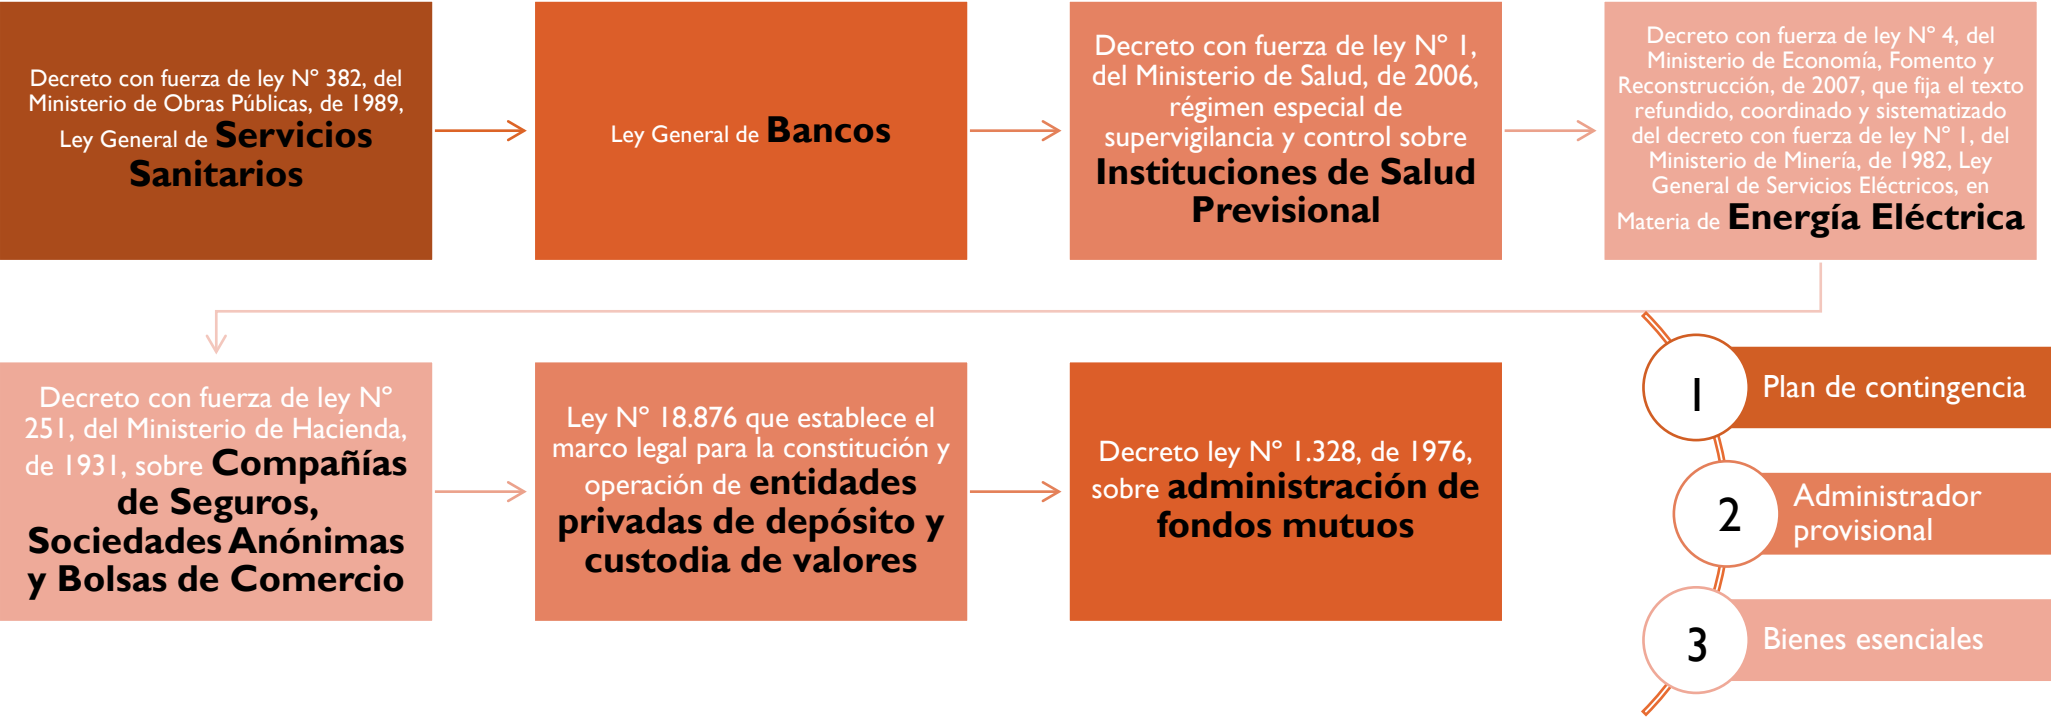 Decreto con fuerza de ley Nº 382, del
Ministerio de Obras Públicas, de 1989,
Ley General de Servicios
Sanitarios
Ley General de Bancos
Decreto con fuerza de ley Nº 1,
del Ministerio de Salud, de 2006,
régimen especial de
supervigilancia y control sobre
Instituciones de Salud
Previsional
Decreto con fuerza de ley Nº 4, del
Ministerio de Economía, Fomento y
Reconstrucción, de 2007, que fija el texto
refundido, coordinado y sistematizado
del decreto con fuerza de ley Nº 1, del
Ministerio de Minería, de 1982, Ley
General de Servicios Eléctricos, en
Materia de Energía Eléctrica
Decreto con fuerza de ley Nº
251, del Ministerio de Hacienda,
de 1931, sobre Compañías
de Seguros,
Sociedades Anónimas
y Bolsas de Comercio
Ley Nº 18.876 que establece el
marco legal para la constitución y
operación de entidades
privadas de depósito y
custodia de valores
Decreto ley Nº 1.328, de 1976,
sobre administración de
fondos mutuos
1 Plan de contingencia
2 Administrador
provisional
3 Bienes esenciales